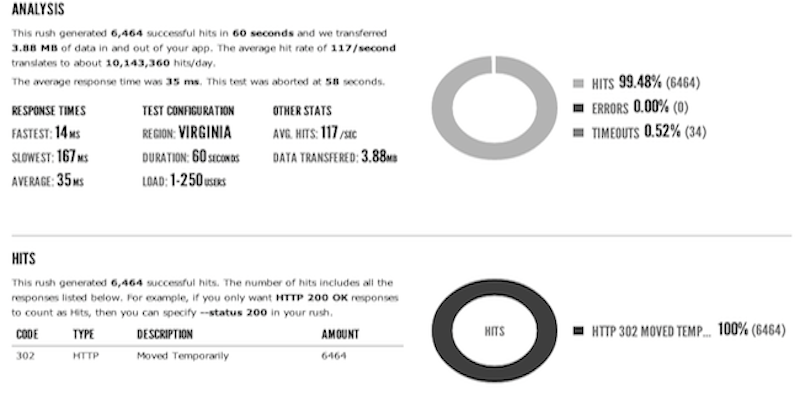 ANALYSIS
This rush generated 6,464 successful hits in 60 seconds and we transferred
3.88 MB of data in and out of your app. The average hit rate of 117/second
translates to about 10,143,360 hits/day.
The average response time was 35 ms. This test was aborted at 58 seconds.
RESPONSE TIMES TEST CONFIGURATION OTHER STATS
FASTEST: 14 MS REGION: VIRGINIA AVG. HITS: 117 /SEC
SLOWEST: 167 MS DURATION: 60 SECONDS DATA TRANSFERED: 3.88MB
AVERAGE: 35 MS LOAD: 1-250 USERS
HITS 99.48% (6464)
ERRORS 0.00% (0)
TIMEOUTS 0.52% (34)
HITS
This rush generated 6,464 successful hits. The number of hits includes all the
responses listed below. For example, if you only want HTTP 200 OK responses
to count as Hits, then you can specify --status 200 in your rush.
CODE TYPE DESCRIPTION AMOUNT
302 HTTP Moved Temporarily 6464
HITS
HTTP 302 MOVED TEMP... 100% (6464)